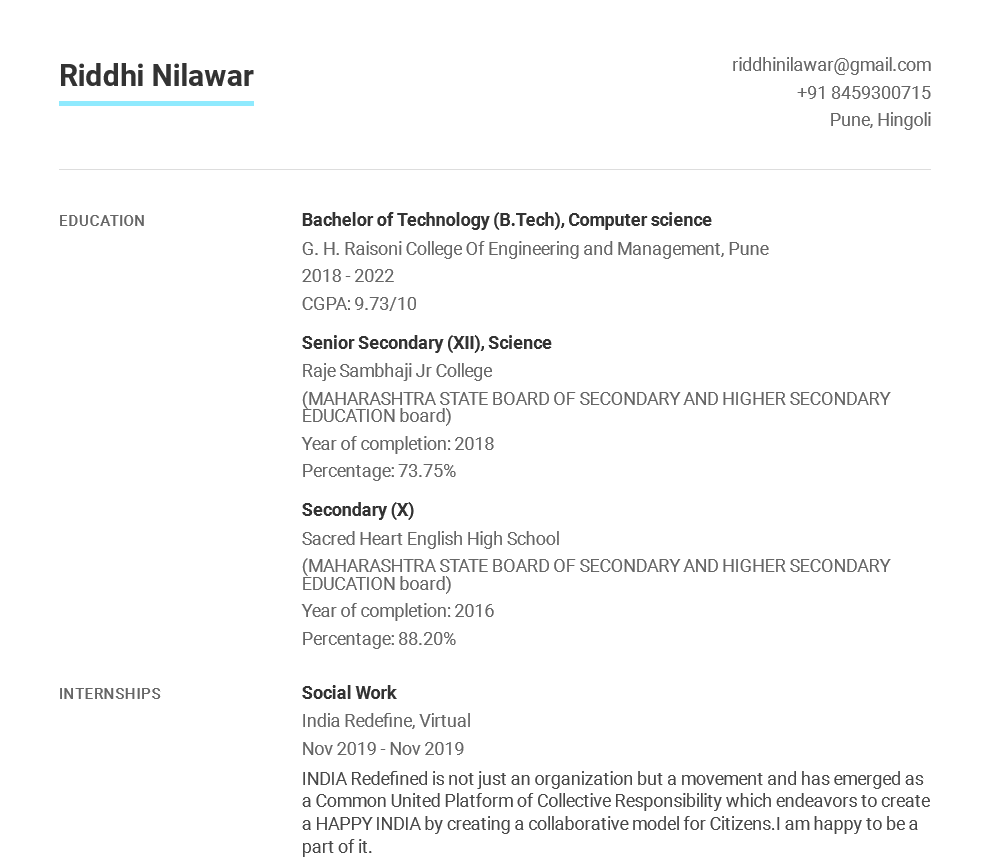 Riddhi Nilawar
riddhinilawar@gmail.com
+91 8459300715
Pune, Hingoli
EDUCATION
Bachelor of Technology (B.Tech), Computer science
G. H. Raisoni College Of Engineering and Management, Pune
2018 - 2022
CGPA: 9.73/10
Senior Secondary (XII), Science
Raje Sambhaji Jr College
(MAHARASHTRA STATE BOARD OF SECONDARY AND HIGHER SECONDARY
EDUCATION board)
Year of completion: 2018
Percentage: 73.75%
Secondary (X)
Sacred Heart English High School
(MAHARASHTRA STATE BOARD OF SECONDARY AND HIGHER SECONDARY
EDUCATION board)
Year of completion: 2016
Percentage: 88.20%
INTERNSHIPS
Social Work
India Redefine, Virtual
Nov 2019 - Nov 2019
INDIA Redefined is not just an organization but a movement and has emerged as
a Common United Platform of Collective Responsibility which endeavors to create
a HAPPY INDIA by creating a collaborative model for Citizens.I am happy to be a
part of it.